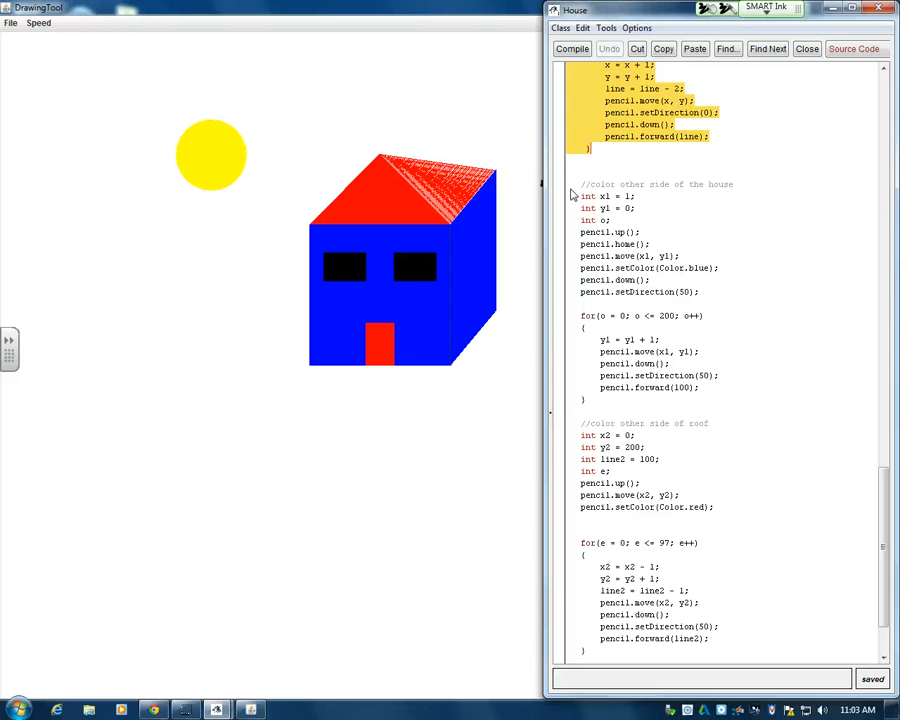 DrawingTool
File Speed
House
SMART Ink
Class Edit Tools Options
Compile Undo Cut Copy Paste Find... Find Next Close Source Code
x = x + 1;
y = y + 1;
line = line - 2;
pencil.move(x, y);
pencil.setDirection(0);
pencil.down();
pencil.forward(line);
}
//color other side of the house
int x1 = 1;
int y1 = 0;
int o;
pencil.up();
pencil.home();
pencil.move(x1, y1);
pencil.setColor(Color.blue);
pencil.down();
pencil.setDirection(50);
for(o = 0; o <= 200; o++)
{
y1 = y1 + 1;
pencil.move(x1, y1);
pencil.down();
pencil.setDirection(50);
pencil.forward(100);
}
//color other side of roof
int x2 = 0;
int y2 = 200;
int line2 = 100;
int e;
pencil.up();
pencil.move(x2, y2);
pencil.setColor(Color.red);
for(e = 0; e <= 97; e++)
{
x2 = x2 - 1;
y2 = y2 + 1;
line2 = line2 - 1;
pencil.move(x2, y2);
pencil.down();
pencil.setDirection(50);
pencil.forward(line2);
}
saved
11:03 AM